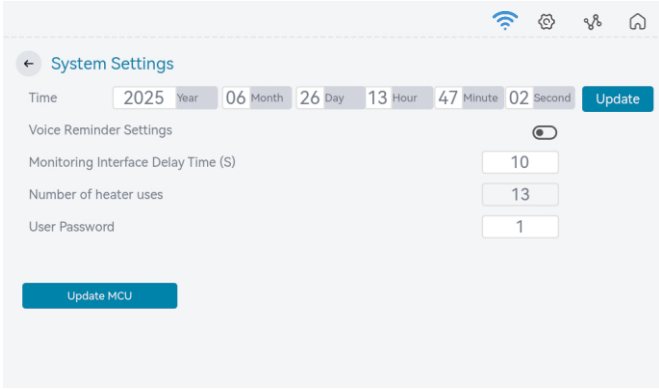 System Settings
Time 2025 Year 06 Month 26 Day 13 Hour 47 Minute 02 Second Update
Voice Reminder Settings
Monitoring Interface Delay Time (S) 10
Number of heater uses 13
User Password 1
Update MCU